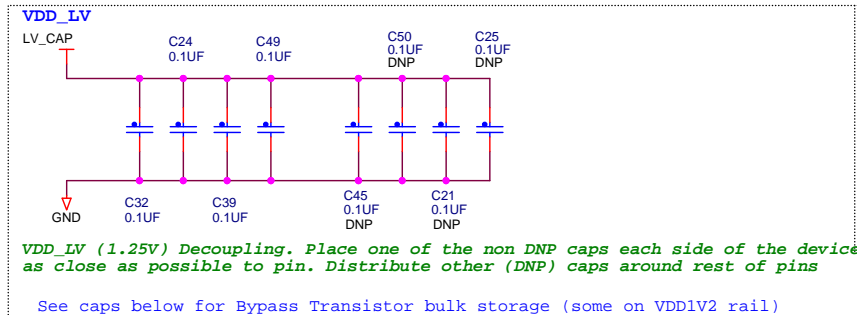 VDD_LV
LV_CAP
C24
0.1UF
C49
0.1UF
C50
0.1UF
DNP
C25
0.1UF
DNP
GND
C32
0.1UF
C39
0.1UF
C45
0.1UF
DNP
C21
0.1UF
DNP
VDD_LV (1.25V) Decoupling. Place one of the non DNP caps each side of the device
as close as possible to pin. Distribute other (DNP) caps around rest of pins
See caps below for Bypass Transistor bulk storage (some on VDD1V2 rail)